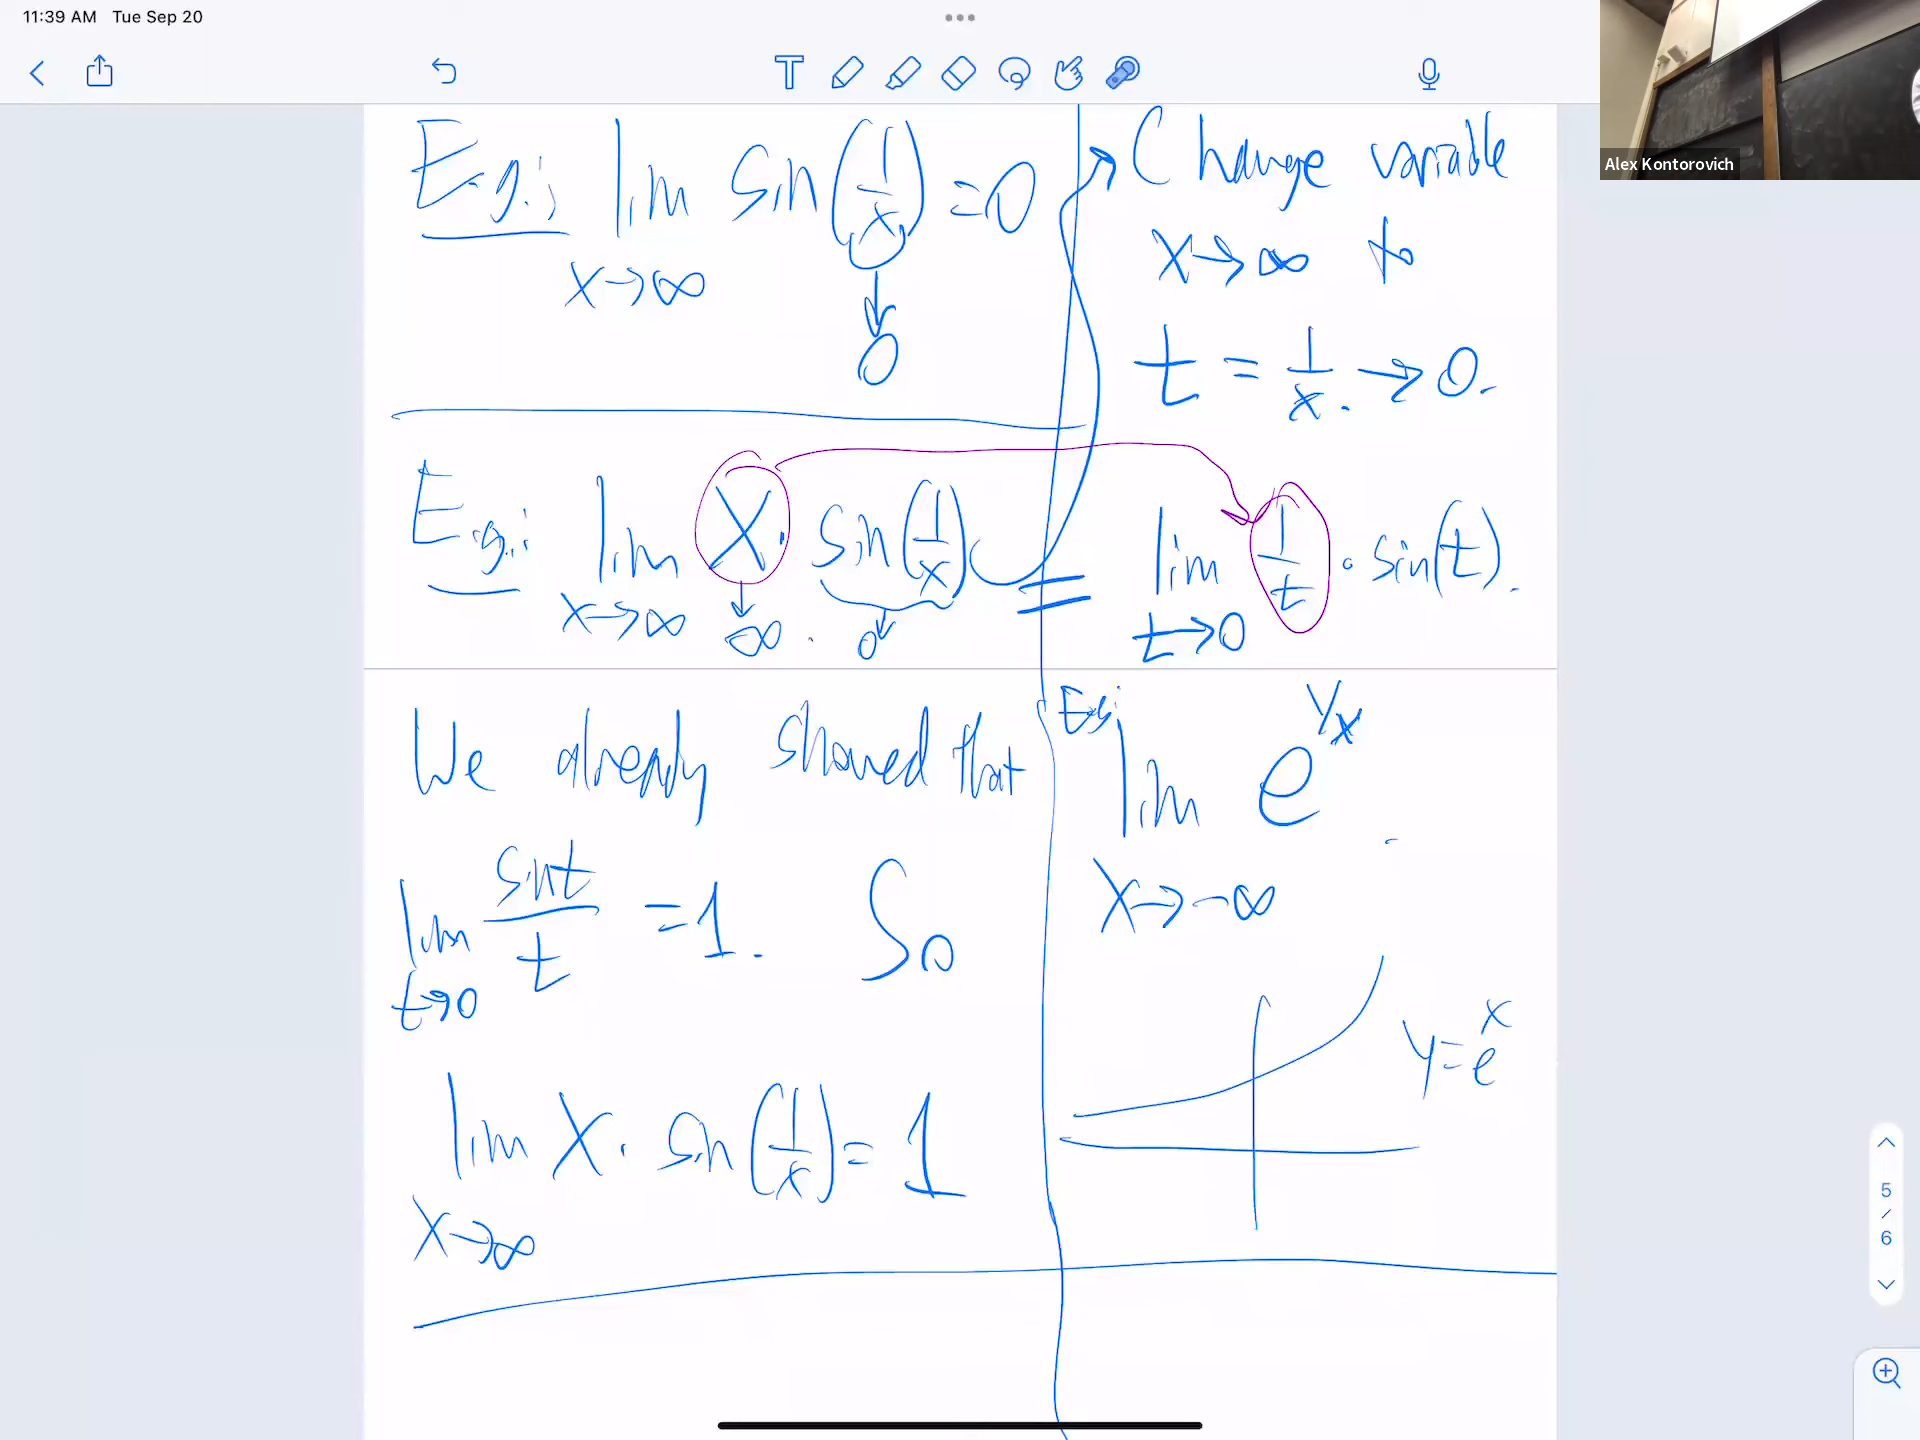 11:39 AM Tue Sep 20
Alex Kontorovich
E.g.: lim sin(1/x) = 0
x→∞
0
Change variable
x→∞ to
t = 1/x. → 0.
E.g.: lim x · sin(1/x) = lim 1/t · sin(t).
x→∞ ∞ · 0 t→0
We already showed that
lim sin t / t = 1. So
t→0
lim x · sin(1/x) = 1
x→∞
E.g.:
lim e^1/x.
x→-∞
y = e^x
5
/
6